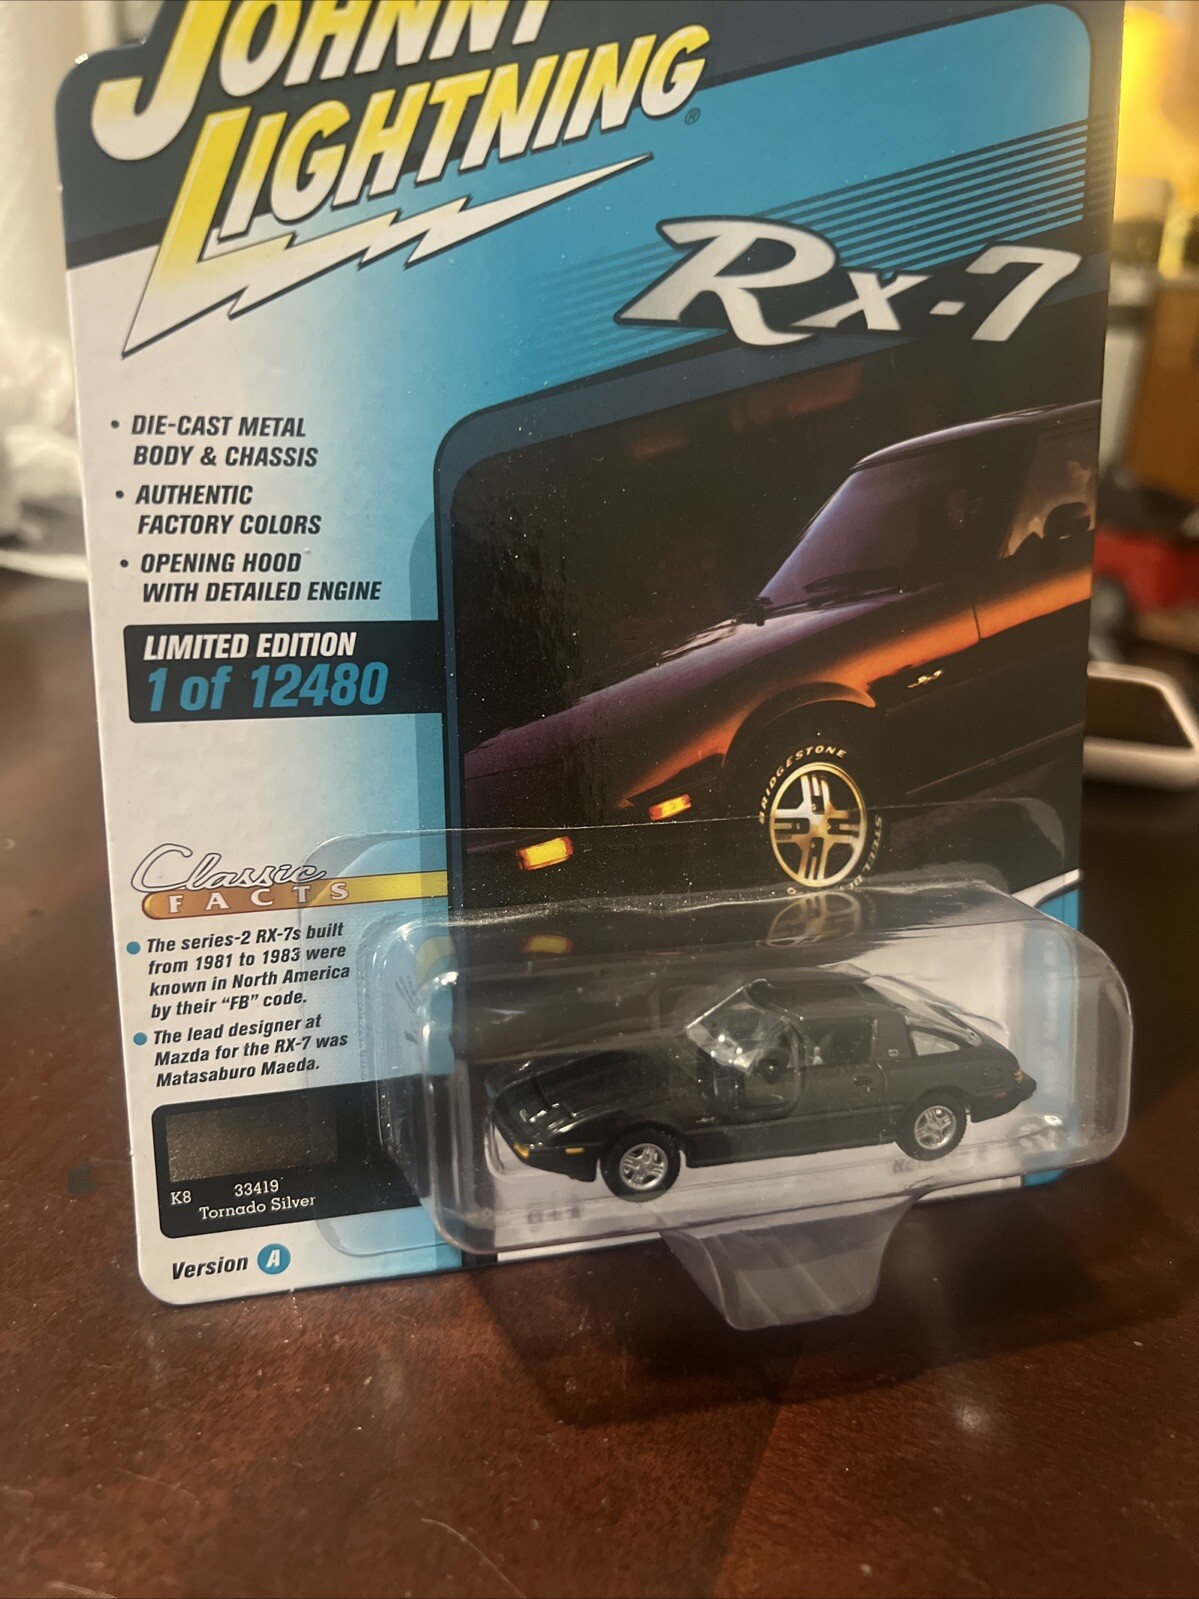 JOHNNY
LIGHTNING®
Rx-7
• DIE-CAST METAL
BODY & CHASSIS
• AUTHENTIC
FACTORY COLORS
• OPENING HOOD
WITH DETAILED ENGINE
LIMITED EDITION
1 of 12480
BRIDGESTONE
Classic
FACTS
The series-2 RX-7s built
from 1981 to 1983 were
known in North America
by their “FB” code.
The lead designer at
Mazda for the RX-7 was
Matasaburo Maeda.
K8 33419
Tornado Silver
Version A